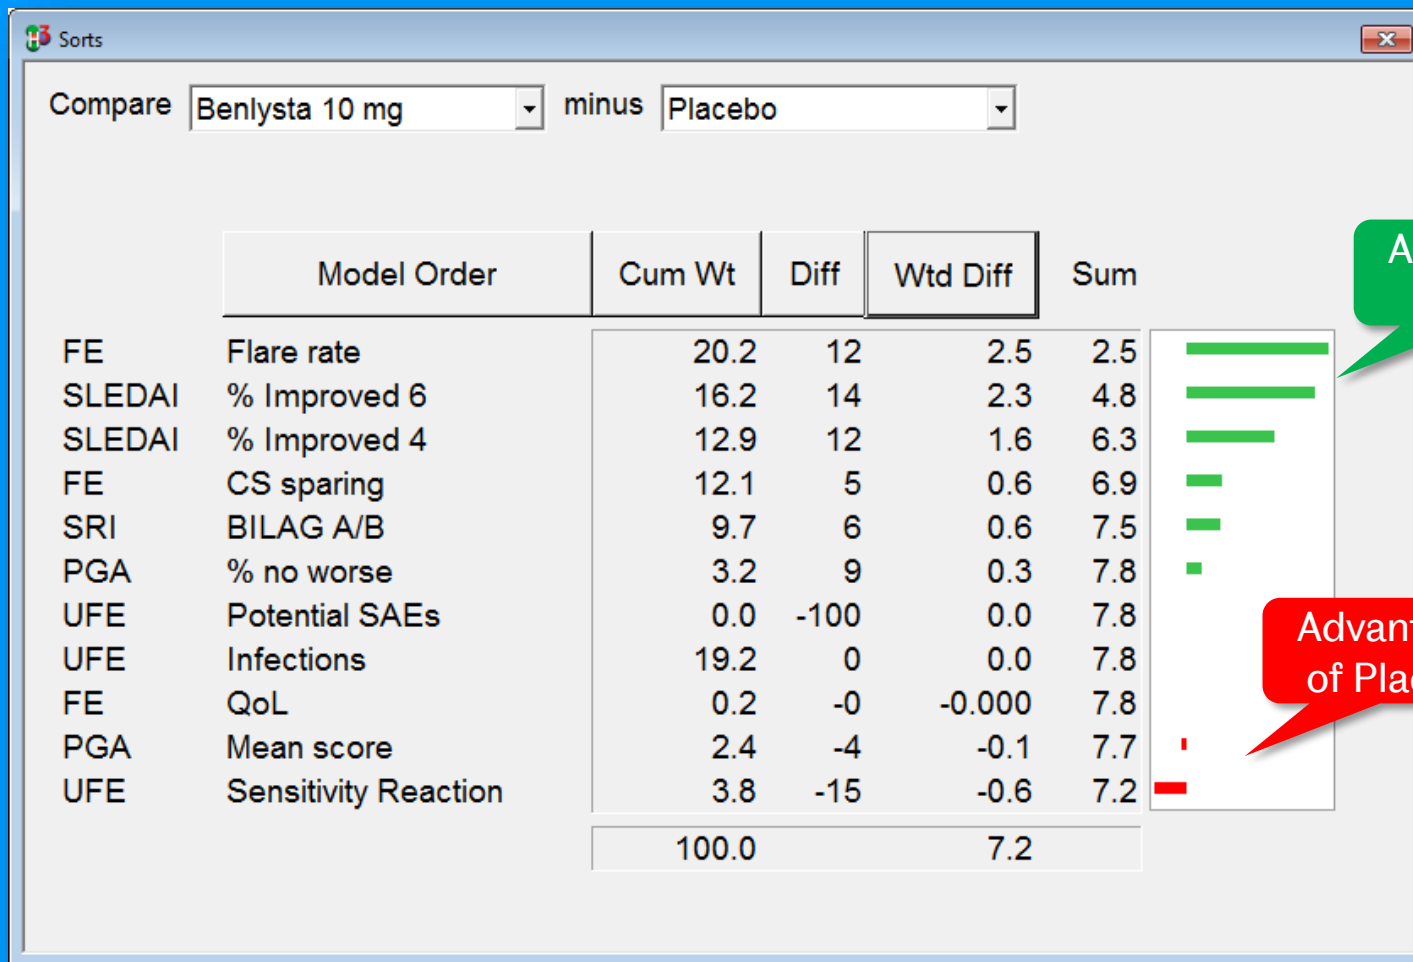 Sorts
Compare Benlysta 10 mg minus Placebo
Model Order Cum Wt Diff Wtd Diff Sum
FE Flare rate 20.2 12 2.5 2.5
SLEDAI % Improved 6 16.2 14 2.3 4.8
SLEDAI % Improved 4 12.9 12 1.6 6.3
FE CS sparing 12.1 5 0.6 6.9
SRI BILAG A/B 9.7 6 0.6 7.5
PGA % no worse 3.2 9 0.3 7.8
UFE Potential SAEs 0.0 -100 0.0 7.8
UFE Infections 19.2 0 0.0 7.8
FE QoL 0.2 -0 -0.000 7.8
PGA Mean score 2.4 -4 -0.1 7.7
UFE Sensitivity Reaction 3.8 -15 -0.6 7.2
100.0 7.2
of